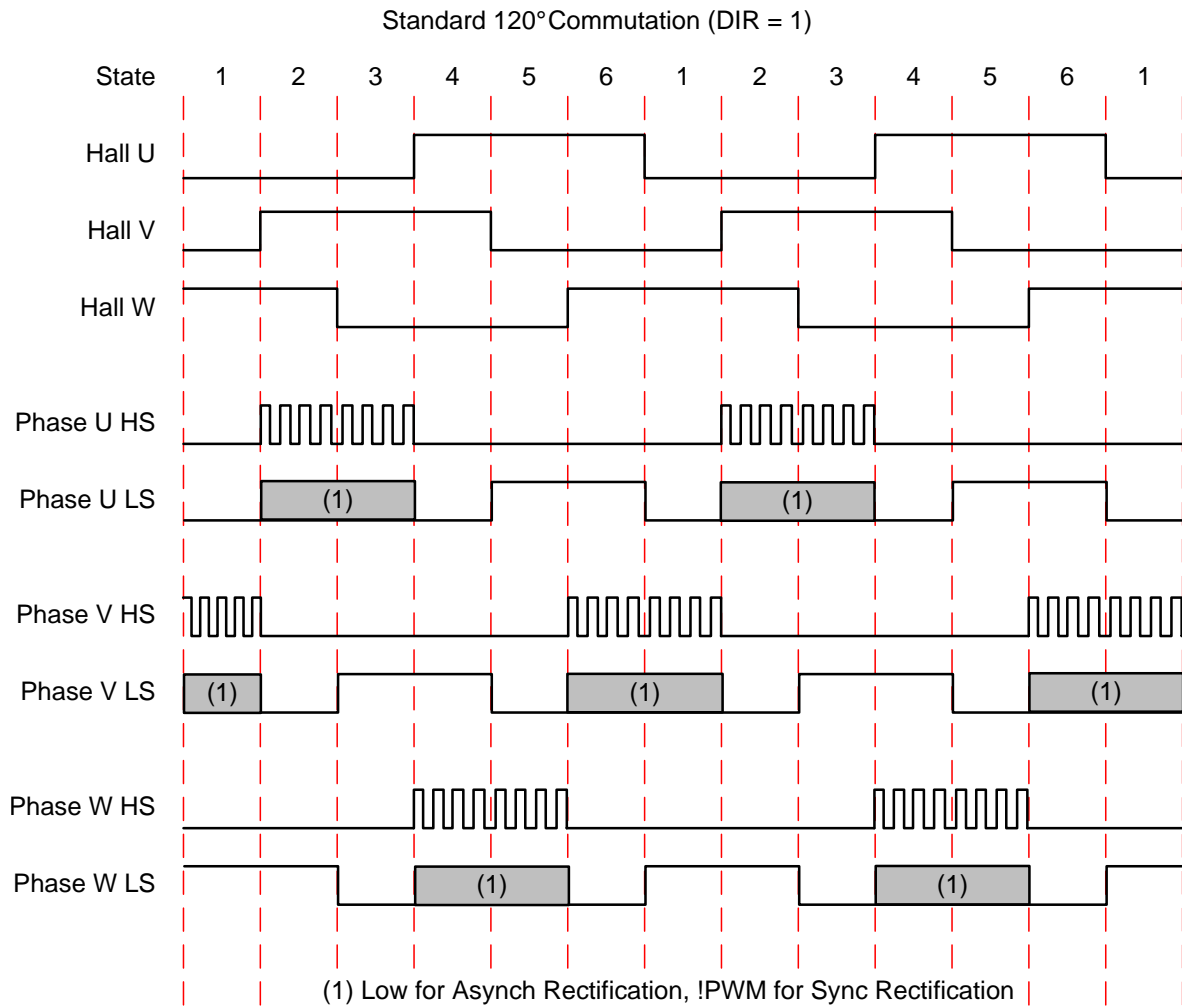 Standard 120° Commutation (DIR = 1)
State 1 2 3 4 5 6 1 2 3 4 5 6 1
Hall U
Hall V
Hall W
Phase U HS
Phase U LS (1) (1)
Phase V HS
Phase V LS (1) (1) (1)
Phase W HS
Phase W LS (1) (1)
(1) Low for Asynch Rectification, !PWM for Sync Rectification